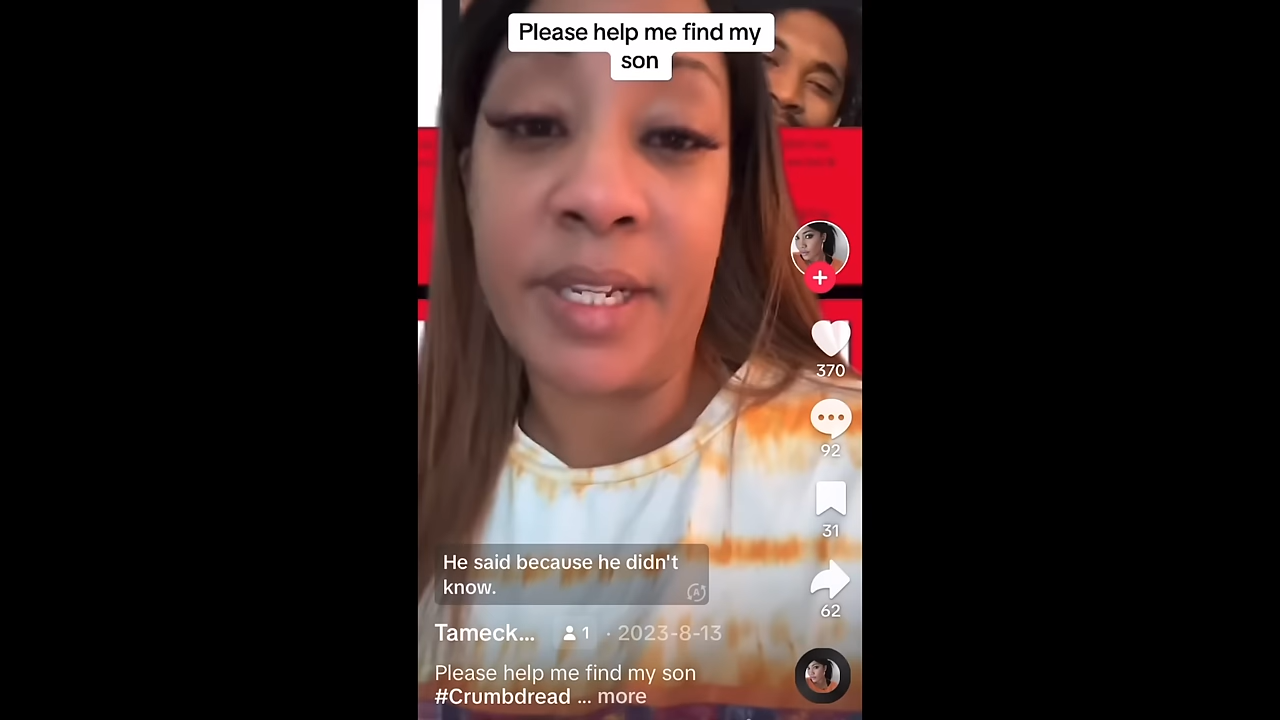 Please help me find my
son
370
92
31
He said because he didn't
know.
62
Tameck... 1 · 2023-8-13
Please help me find my son
#Crumbdread ... more